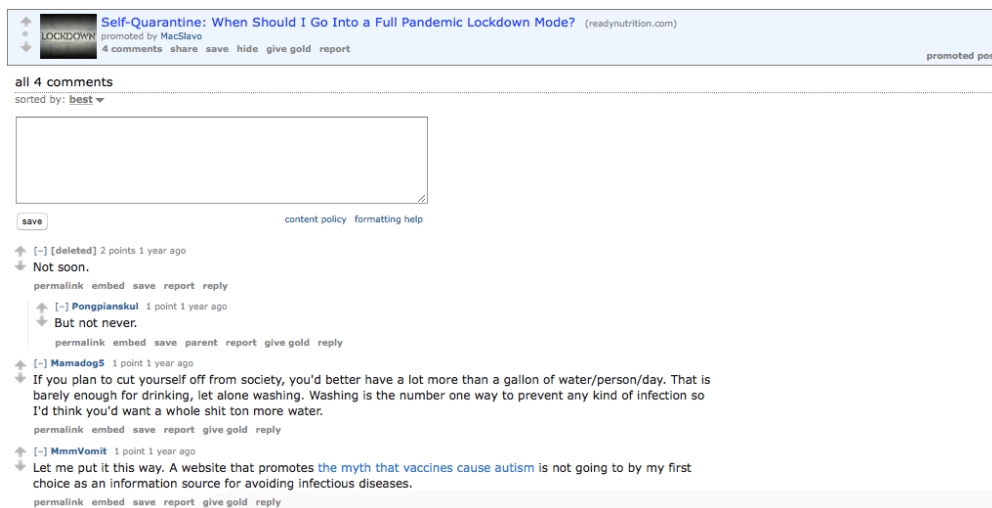 Self-Quarantine: When Should I Go Into a Full Pandemic Lockdown Mode? (readynutrition.com)
LOCKDOWN
promoted by MacSlavo
4 comments share save hide give gold report
promoted pos
all 4 comments
sorted by: best
save
content policy formatting help
[–] [deleted] 2 points 1 year ago
Not soon.
permalink embed save report reply
[–] Pongpianskul 1 point 1 year ago
But not never.
permalink embed save parent report give gold reply
[–] Mamadog5 1 point 1 year ago
If you plan to cut yourself off from society, you'd better have a lot more than a gallon of water/person/day. That is
barely enough for drinking, let alone washing. Washing is the number one way to prevent any kind of infection so
I'd think you'd want a whole shit ton more water.
permalink embed save report give gold reply
[–] MmmVomit 1 point 1 year ago
Let me put it this way. A website that promotes the myth that vaccines cause autism is not going to by my first
choice as an information source for avoiding infectious diseases.
permalink embed save report give gold reply